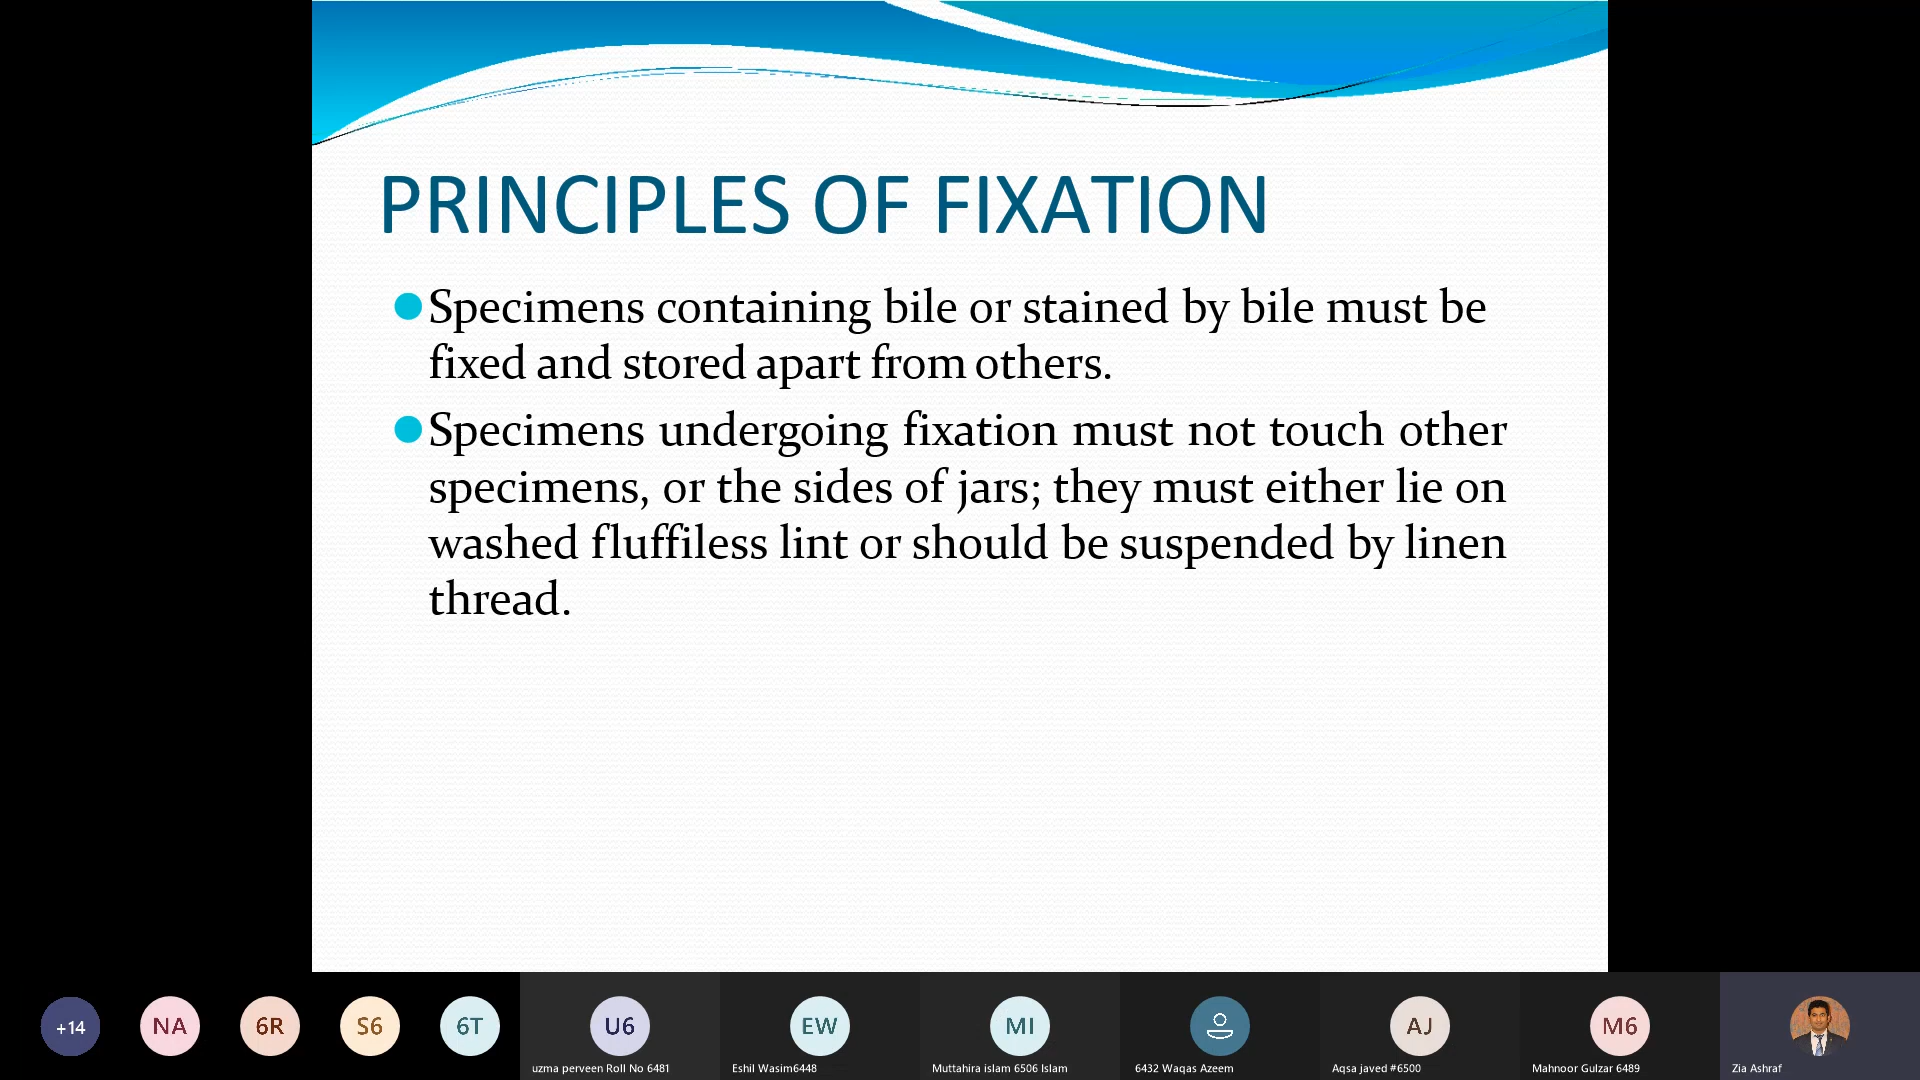 PRINCIPLES OF FIXATION
Specimens containing bile or stained by bile must be
fixed and stored apart from others.
Specimens undergoing fixation must not touch other
specimens, or the sides of jars; they must either lie on
washed fluffiless lint or should be suspended by linen
thread.
+14
NA
6R
S6
6T
U6
EW
MI
AJ
M6
uzma perveen Roll No 6481
Eshil Wasim6448
Muttahira islam 6506 Islam
6432 Waqas Azeem
Aqsa javed #6500
Mahnoor Gulzar 6489
Zia Ashraf